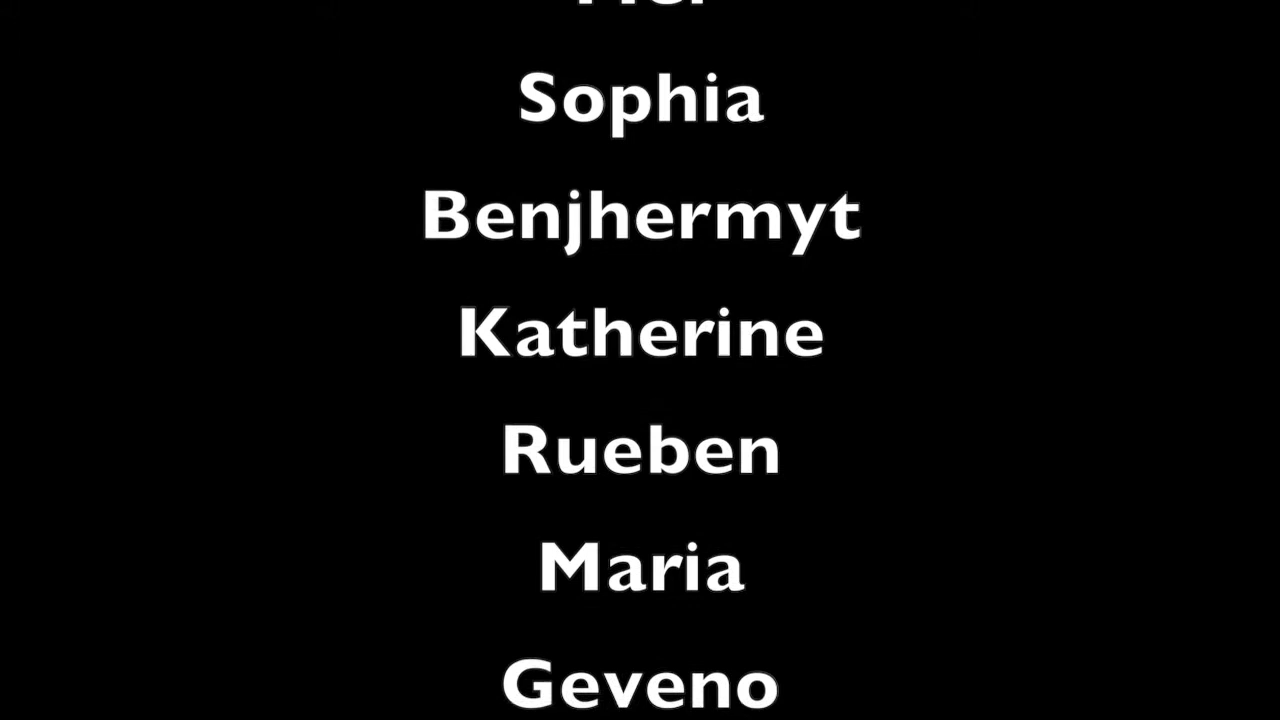 Sophia
Benjhermyt
Katherine
Rueben
Maria
Geveno